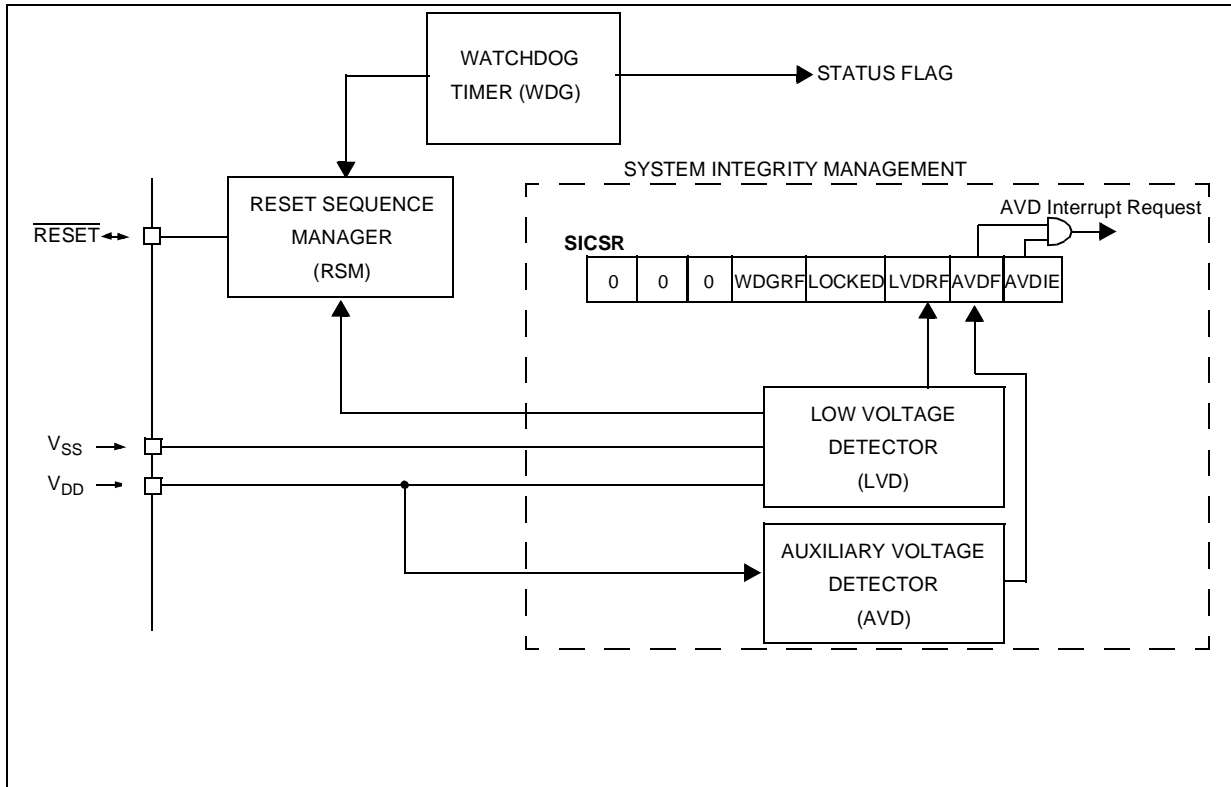 WATCHDOG
TIMER (WDG)
STATUS FLAG
SYSTEM INTEGRITY MANAGEMENT
RESET SEQUENCE
MANAGER
(RSM)
RESET
AVD Interrupt Request
SICSR
0 0 0 WDGRF LOCKED LVDRF AVDF AVDIE
LOW VOLTAGE
DETECTOR
(LVD)
VSS
VDD
AUXILIARY VOLTAGE
DETECTOR
(AVD)